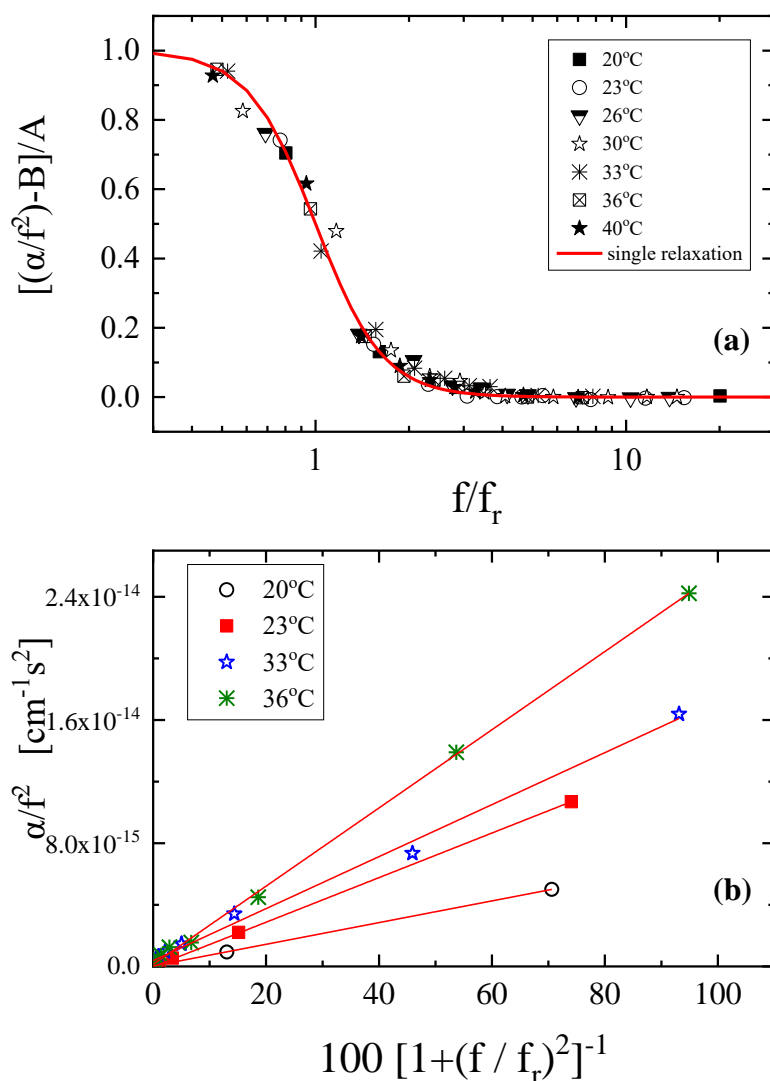 1.0
0.8
0.6
0.4
0.2
0.0
[(α/f²)-B]/A
20°C
23°C
26°C
30°C
33°C
36°C
40°C
single relaxation
(a)
1
10
f/fᵣ
2.4x10⁻¹⁴
1.6x10⁻¹⁴
8.0x10⁻¹⁵
0.0
α/f² [cm⁻¹s²]
20°C
23°C
33°C
36°C
(b)
0
20
40
60
80
100
100 [1+(f / fᵣ)²]⁻¹